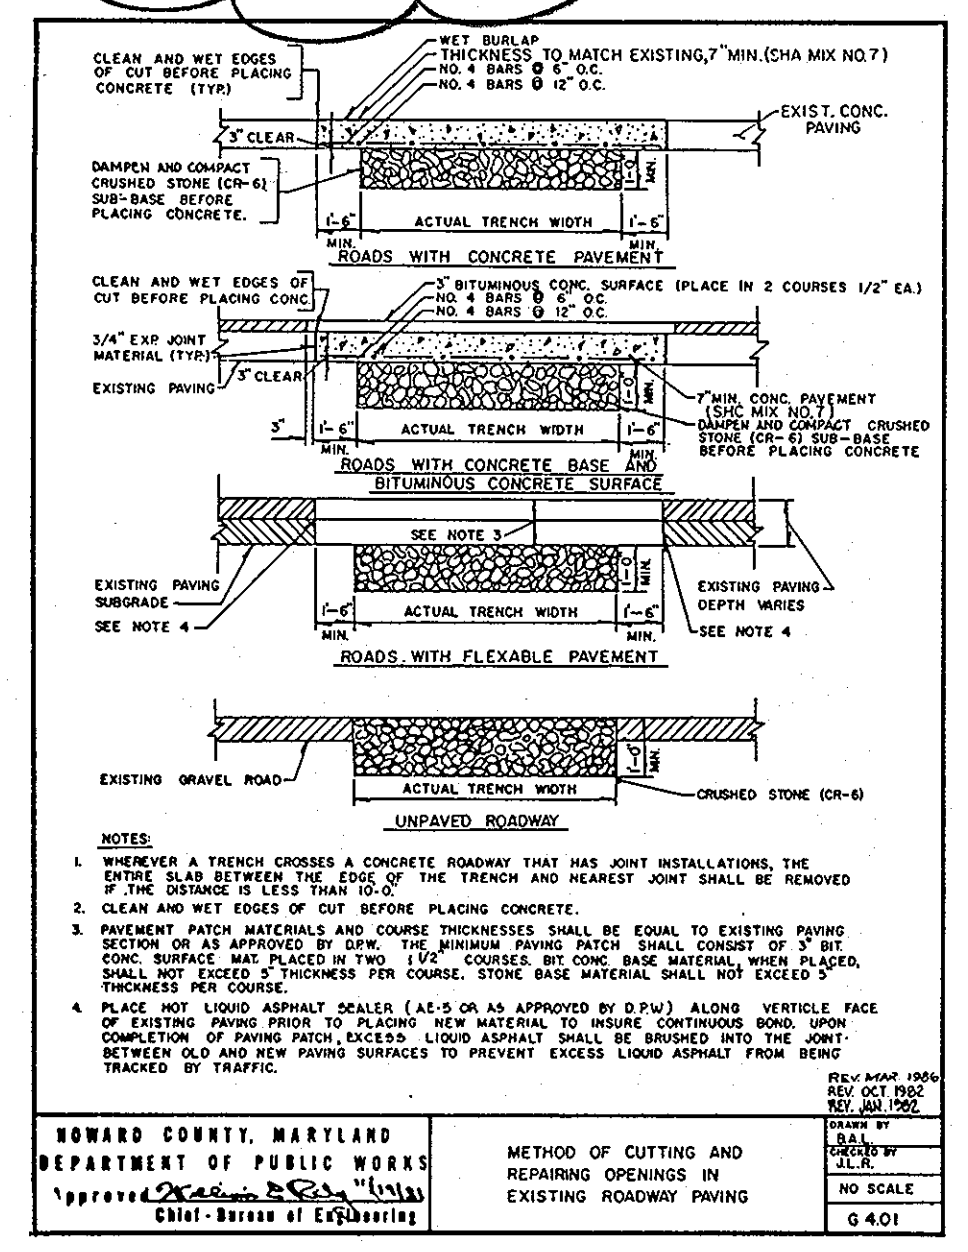 CLEAN AND WET EDGES
OF CUT BEFORE PLACING
CONCRETE (TYP.)
WET BURLAP
THICKNESS TO MATCH EXISTING, 7" MIN. (SHA MIX NO. 7)
NO. 4 BARS @ 6" O.C.
NO. 4 BARS @ 12" O.C.
EXIST. CONC.
PAVING
3" CLEAR
DAMPEN AND COMPACT
CRUSHED STONE (CR-6)
SUB-BASE BEFORE
PLACING CONCRETE.
1'-0"
MIN.
1'-6"
MIN.
ACTUAL TRENCH WIDTH
1'-6"
MIN.
ROADS WITH CONCRETE PAVEMENT
CLEAN AND WET EDGES OF
CUT BEFORE PLACING CONC.
3" BITUMINOUS CONC. SURFACE (PLACE IN 2 COURSES 1/2" EA.)
NO. 4 BARS @ 6" O.C.
NO. 4 BARS @ 12" O.C.
3/4" EXP. JOINT
MATERIAL (TYP.)
EXISTING PAVING
3" CLEAR
1'-0"
MIN.
7" MIN. CONC. PAVEMENT
(SHC MIX NO. 7)
DAMPEN AND COMPACT CRUSHED
STONE (CR-6) SUB-BASE
BEFORE PLACING CONCRETE
3"
1'-6"
MIN.
ACTUAL TRENCH WIDTH
1'-6"
MIN.
ROADS WITH CONCRETE BASE AND
BITUMINOUS CONCRETE SURFACE
SEE NOTE 3
EXISTING PAVING
SUBGRADE
SEE NOTE 4
1'-0"
MIN.
EXISTING PAVING
DEPTH VARIES
SEE NOTE 4
1'-6"
MIN.
ACTUAL TRENCH WIDTH
1'-6"
MIN.
ROADS WITH FLEXABLE PAVEMENT
EXISTING GRAVEL ROAD
1'-0"
MIN.
ACTUAL TRENCH WIDTH
CRUSHED STONE (CR-6)
UNPAVED ROADWAY
NOTES:
1. WHEREVER A TRENCH CROSSES A CONCRETE ROADWAY THAT HAS JOINT INSTALLATIONS, THE
ENTIRE SLAB BETWEEN THE EDGE OF THE TRENCH AND NEAREST JOINT SHALL BE REMOVED
IF THE DISTANCE IS LESS THAN 10'-0".
2. CLEAN AND WET EDGES OF CUT BEFORE PLACING CONCRETE.
3. PAVEMENT PATCH MATERIALS AND COURSE THICKNESSES SHALL BE EQUAL TO EXISTING PAVING
SECTION OR AS APPROVED BY D.P.W. THE MINIMUM PAVING PATCH SHALL CONSIST OF 3" BIT.
CONC. SURFACE MAT. PLACED IN TWO 1 1/2" COURSES. BIT. CONC. BASE MATERIAL, WHEN PLACED,
SHALL NOT EXCEED 5" THICKNESS PER COURSE. STONE BASE MATERIAL SHALL NOT EXCEED 5"
THICKNESS PER COURSE.
4. PLACE HOT LIQUID ASPHALT SEALER (AE-5 OR AS APPROVED BY D.P.W) ALONG VERTICLE FACE
OF EXISTING PAVING PRIOR TO PLACING NEW MATERIAL TO INSURE CONTINUOUS BOND. UPON
COMPLETION OF PAVING PATCH, EXCESS LIQUID ASPHALT SHALL BE BRUSHED INTO THE JOINT
BETWEEN OLD AND NEW PAVING SURFACES TO PREVENT EXCESS LIQUID ASPHALT FROM BEING
TRACKED BY TRAFFIC.
REV. MAR. 1986
REV. OCT. 1982
REV. JAN. 1982
HOWARD COUNTY, MARYLAND
DEPARTMENT OF PUBLIC WORKS
Approved
Chief - Bureau of Engineering
METHOD OF CUTTING AND
REPAIRING OPENINGS IN
EXISTING ROADWAY PAVING
DRAWN BY
B.A.L.
CHECKED BY
J.L.R.
NO SCALE
G 4.01